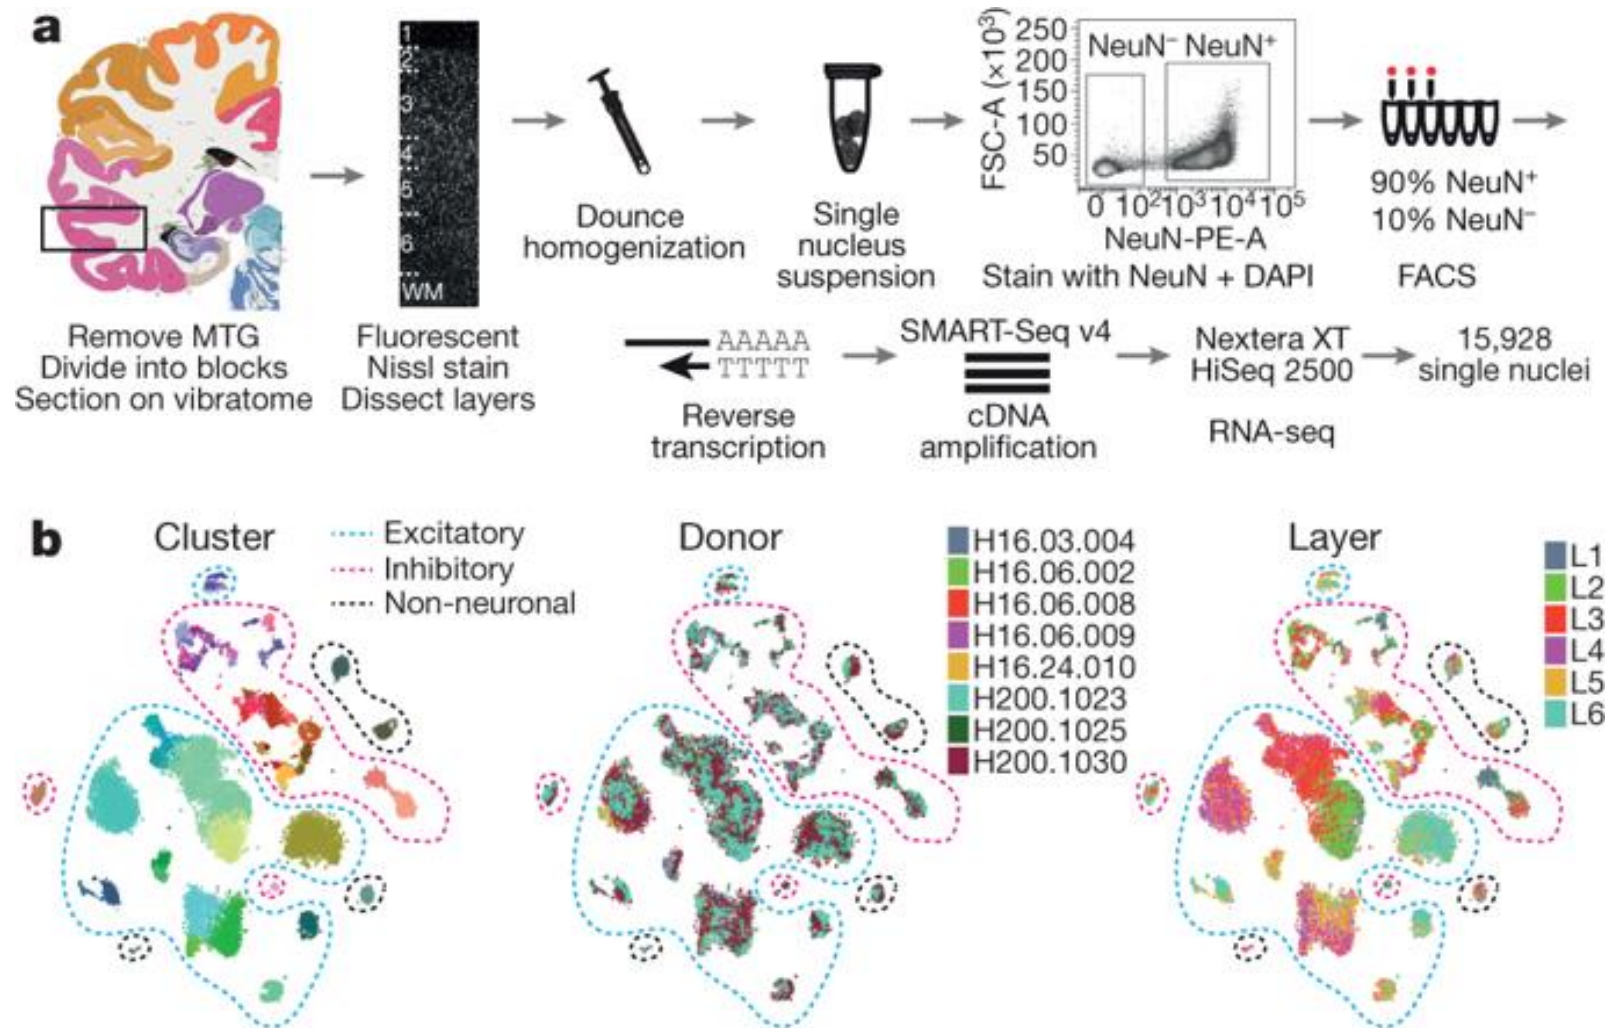 a
1
2
3
4
5
6
WM
Remove MTG
Divide into blocks
Section on vibratome
Fluorescent
Nissl stain
Dissect layers
Dounce
homogenization
Single
nucleus
suspension
FSC-A (×10³)
250
200
150
100
50
NeuN⁻ NeuN⁺
0 10² 10³ 10⁴ 10⁵
NeuN-PE-A
Stain with NeuN + DAPI
90% NeuN⁺
10% NeuN⁻
FACS
AAAAA
TTTTT
Reverse
transcription
SMART-Seq v4
cDNA
amplification
Nextera XT
HiSeq 2500
RNA-seq
15,928
single nuclei
b
Cluster
Excitatory
Inhibitory
Non-neuronal
Donor
H16.03.004
H16.06.002
H16.06.008
H16.06.009
H16.24.010
H200.1023
H200.1025
H200.1030
Layer
L1
L2
L3
L4
L5
L6